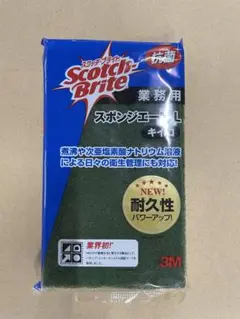 スコッチ・ブライト
Scotch-
Brite
抗菌
業務用
スポンジエース L
キイロ
煮沸や次亜塩素酸ナトリウム溶液
による日々の衛生管理にも対応!
NEW!
耐久性
パワーアップ!
業界初!
3M